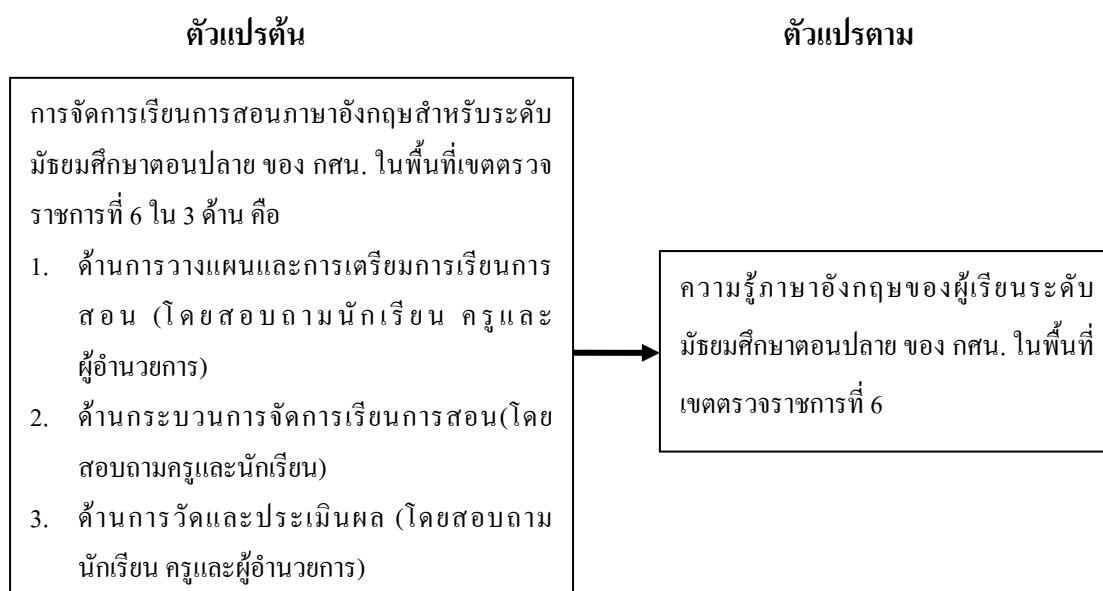 ตัวแปรต้น
ตัวแปรตาม
การจัดการเรียนการสอนภาษาอังกฤษสำหรับระดับ
มัธยมศึกษาตอนปลาย ของ กศน. ในพื้นที่เขตตรวจ
ราชการที่ 6 ใน 3 ด้าน คือ
1. ด้านการวางแผนและการเตรียมการเรียนการ
สอน (โดยสอบถามนักเรียน ครูและ
ผู้อำนวยการ)
2. ด้านกระบวนการจัดการเรียนการสอน(โดย
สอบถามครูและนักเรียน)
3. ด้านการวัดและประเมินผล (โดยสอบถาม
นักเรียน ครูและผู้อำนวยการ)
ความรู้ภาษาอังกฤษของผู้เรียนระดับ
มัธยมศึกษาตอนปลาย ของ กศน. ในพื้นที่
เขตตรวจราชการที่ 6